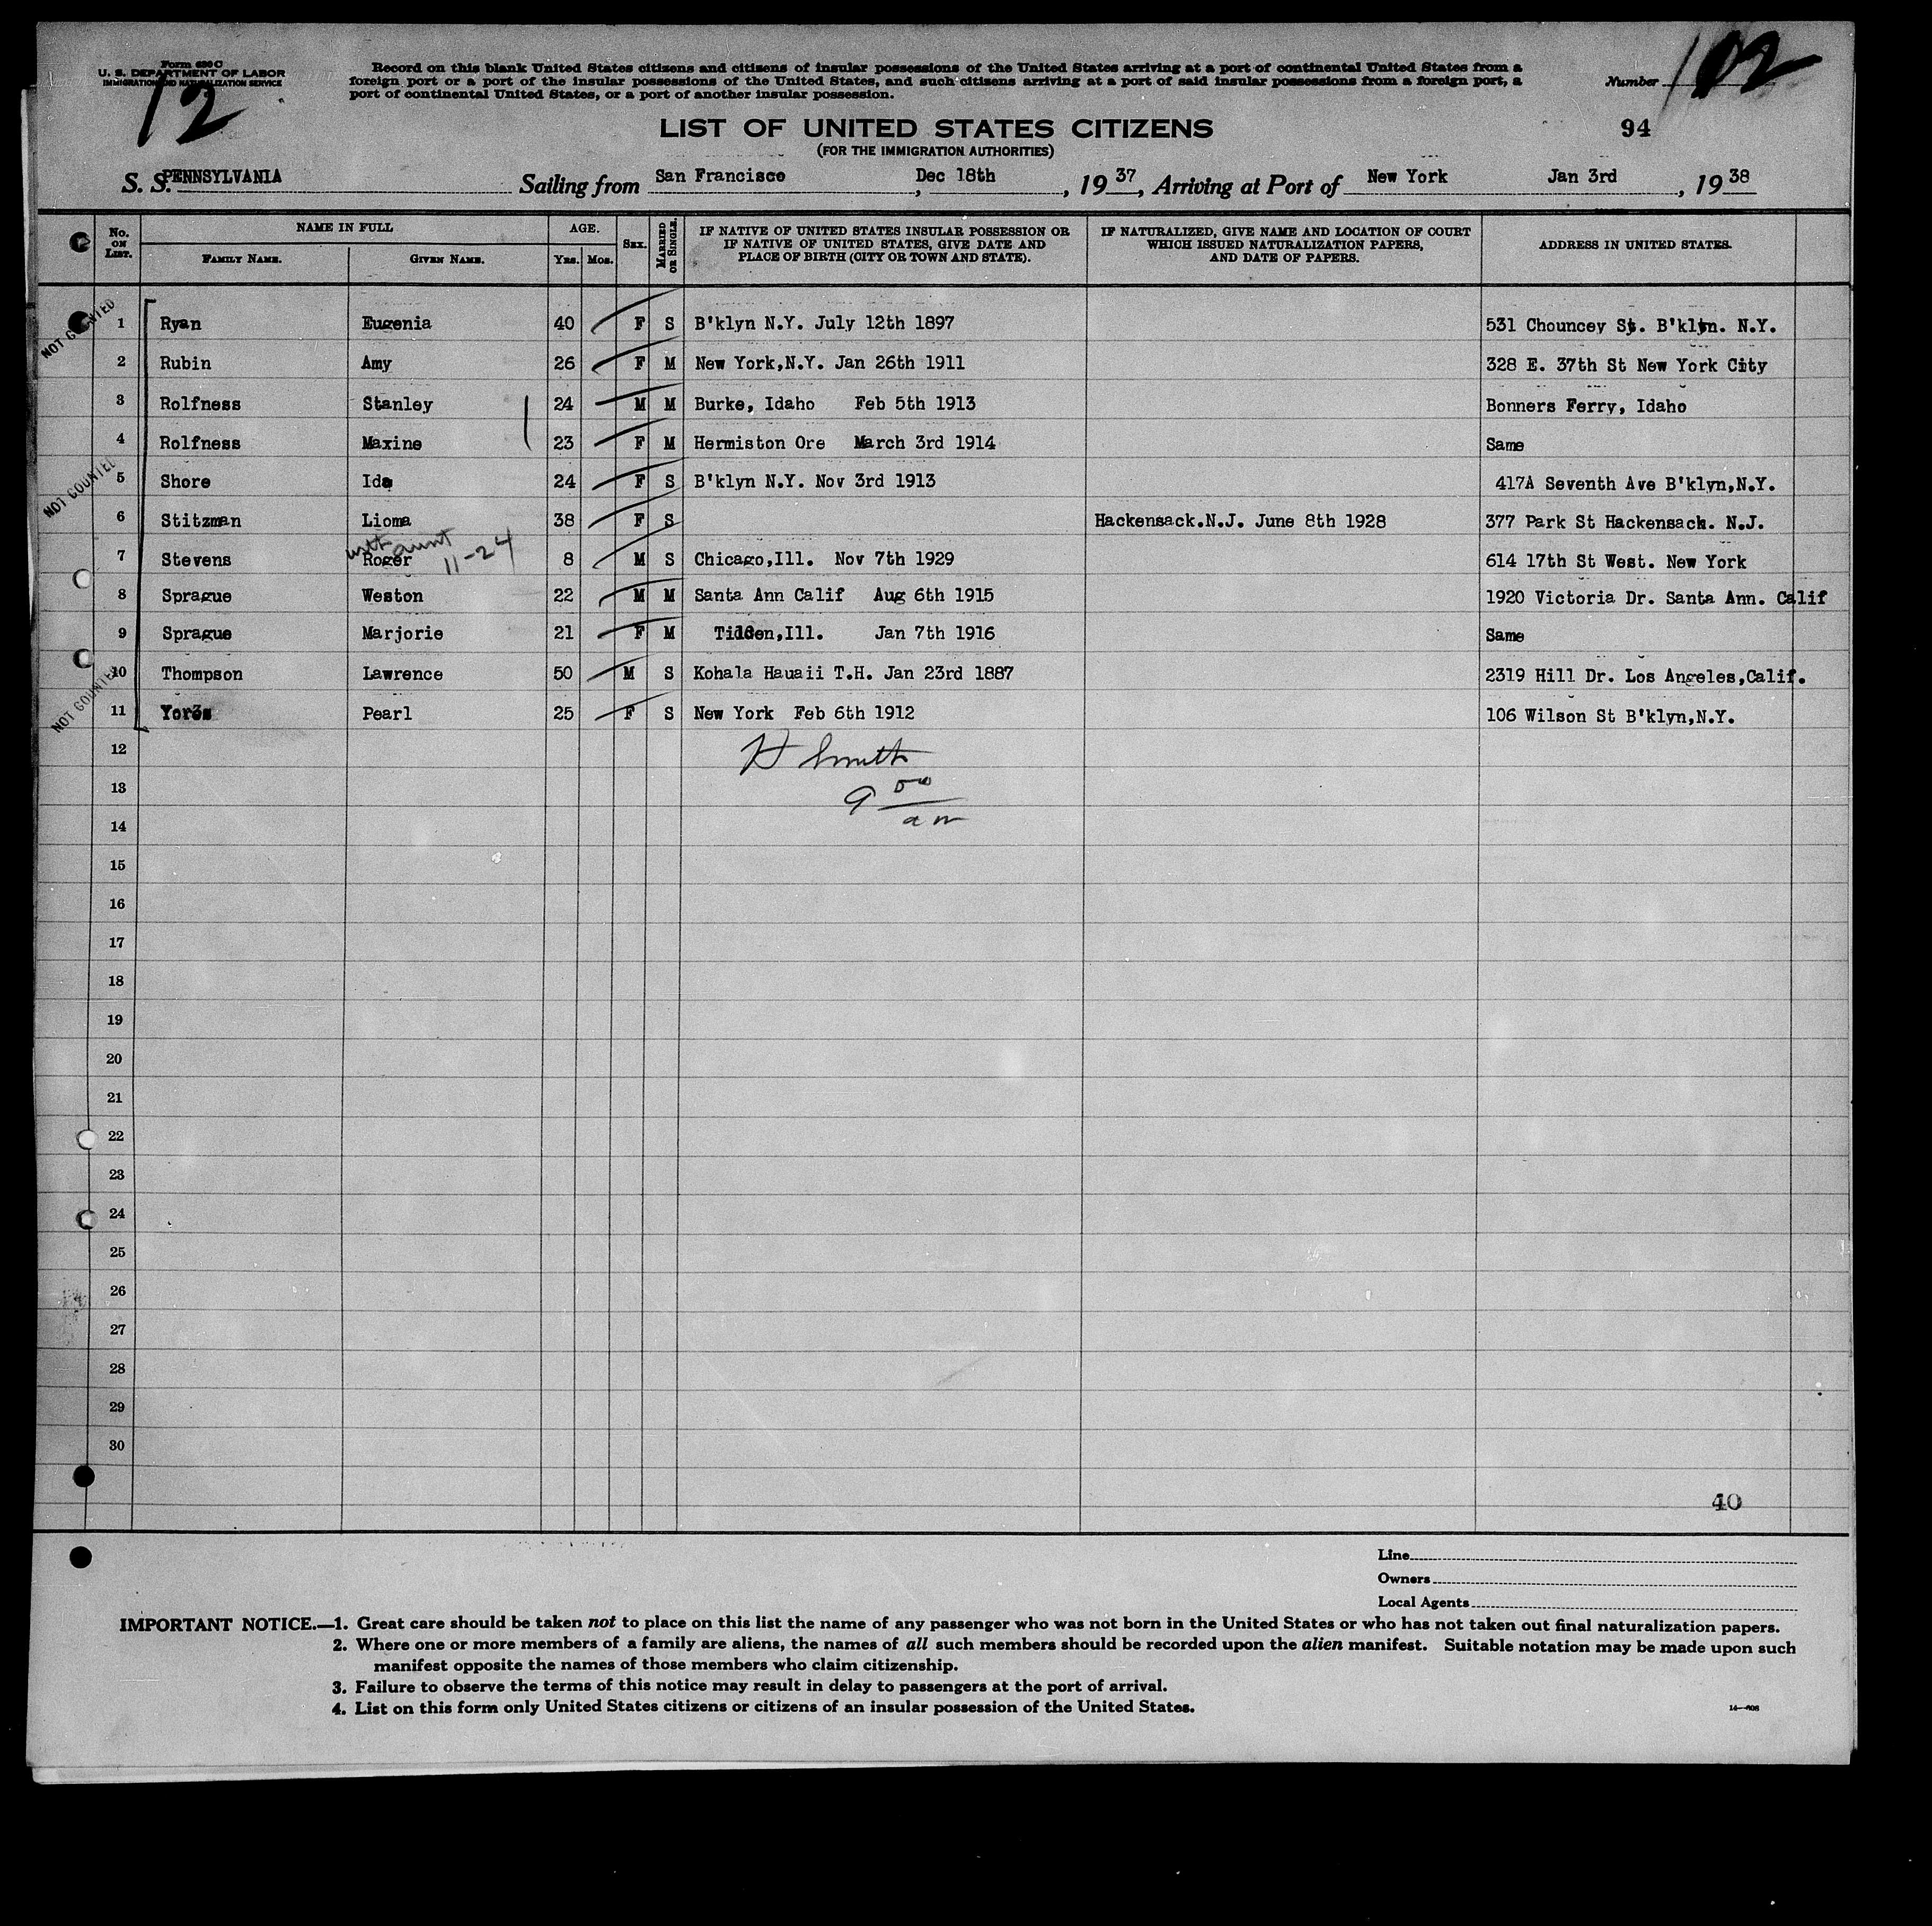 Form 630 C
U. S. DEPARTMENT OF LABOR
IMMIGRATION AND NATURALIZATION SERVICE
12
Record on this blank United States citizens and citizens of insular possessions of the United States arriving at a port of continental United States from a
foreign port or a port of the insular possessions of the United States, and such citizens arriving at a port of said insular possessions from a foreign port, a
port of continental United States, or a port of another insular possession.
Number 102
LIST OF UNITED STATES CITIZENS
(FOR THE IMMIGRATION AUTHORITIES)
94
S. S. PENNSYLVANIA Sailing from San Francisco, Dec 18th, 1937, Arriving at Port of New York Jan 3rd, 1938
No. ON LIST. NAME IN FULL FAMILY NAME. GIVEN NAME. AGE. YRS. MOS. SEX. MARRIED OR SINGLE. IF NATIVE OF UNITED STATES INSULAR POSSESSION OR IF NATIVE OF UNITED STATES, GIVE DATE AND PLACE OF BIRTH (CITY OR TOWN AND STATE). IF NATURALIZED, GIVE NAME AND LOCATION OF COURT WHICH ISSUED NATURALIZATION PAPERS, AND DATE OF PAPERS. ADDRESS IN UNITED STATES.
NOT COUNTED
1 Ryan Eugenia 40 F S B'klyn N.Y. July 12th 1897 531 Chouncey St. B'klyn. N.Y.
2 Rubin Amy 26 F M New York,N.Y. Jan 26th 1911 328 E. 37th St New York City
3 Rolfness Stanley 24 M M Burke, Idaho Feb 5th 1913 Bonners Ferry, Idaho
4 Rolfness Maxine 23 F M Hermiston Ore March 3rd 1914 Same
NOT COUNTED
5 Shore Ida 24 F S B'klyn N.Y. Nov 3rd 1913 417A Seventh Ave B'klyn,N.Y.
6 Stitzman Lioma 38 F S Hackensack.N.J. June 8th 1928 377 Park St Hackensack. N.J.
with aunt 11-24
7 Stevens Roger 8 M S Chicago,Ill. Nov 7th 1929 614 17th St West. New York
8 Sprague Weston 22 M M Santa Ann Calif Aug 6th 1915 1920 Victoria Dr. Santa Ann. Calif
9 Sprague Marjorie 21 F M Tilden,Ill. Jan 7th 1916 Same
NOT COUNTED
10 Thompson Lawrence 50 M S Kohala Hauaii T.H. Jan 23rd 1887 2319 Hill Dr. Los Angeles,Calif.
11 Pearl 25 F S New York Feb 6th 1912 106 Wilson St B'klyn,N.Y.
12
H Smith
13
9 00
am
14
15
16
17
18
19
20
21
22
23
24
25
26
27
28
29
30
40
Line
Owners
Local Agents
IMPORTANT NOTICE.—1. Great care should be taken not to place on this list the name of any passenger who was not born in the United States or who has not taken out final naturalization papers.
2. Where one or more members of a family are aliens, the names of all such members should be recorded upon the alien manifest. Suitable notation may be made upon such
manifest opposite the names of those members who claim citizenship.
3. Failure to observe the terms of this notice may result in delay to passengers at the port of arrival.
4. List on this form only United States citizens or citizens of an insular possession of the United States.